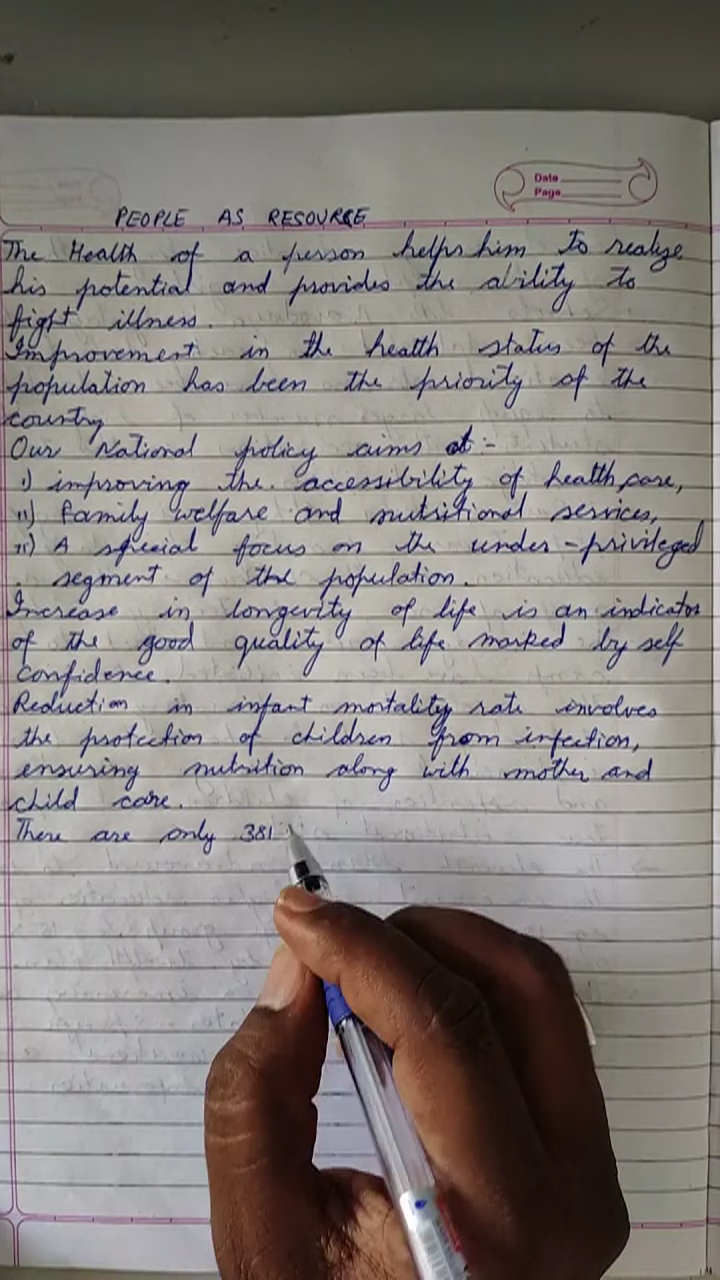 Date
Page
PEOPLE AS RESOURCE
The Health of a person helps him to realize
his potential and provides the ability to
fight illness.
Improvement in the health status of the
population has been the priority of the
country
Our National policy aims at :-
i) improving the accessibility of health care,
ii) Family welfare and nutritional services,
iii) A special focus on the under-privileged
segment of the population.
Increase in longevity of life is an indicator
of the good quality of life marked by self
confidence.
Reduction in infant mortality rate involves
the protection of children from infection,
ensuring nutrition along with mother and
child care.
There are only 381